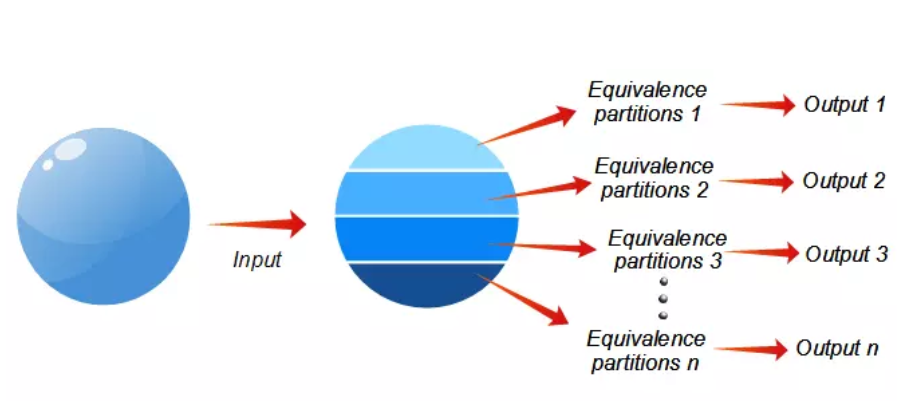 Input
Equivalence
partitions 1
Output 1
Equivalence
partitions 2
Output 2
Equivalence
partitions 3
Output 3
Equivalence
partitions n
Output n